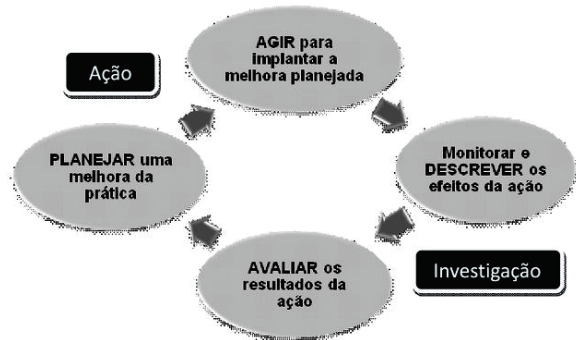 AGIR para
implantar a
melhora planejada
Ação
PLANEJAR uma
melhora da
prática
Monitorar e
DESCREVER os
efeitos da ação
AVALIAR os
resultados da
ação
Investigação